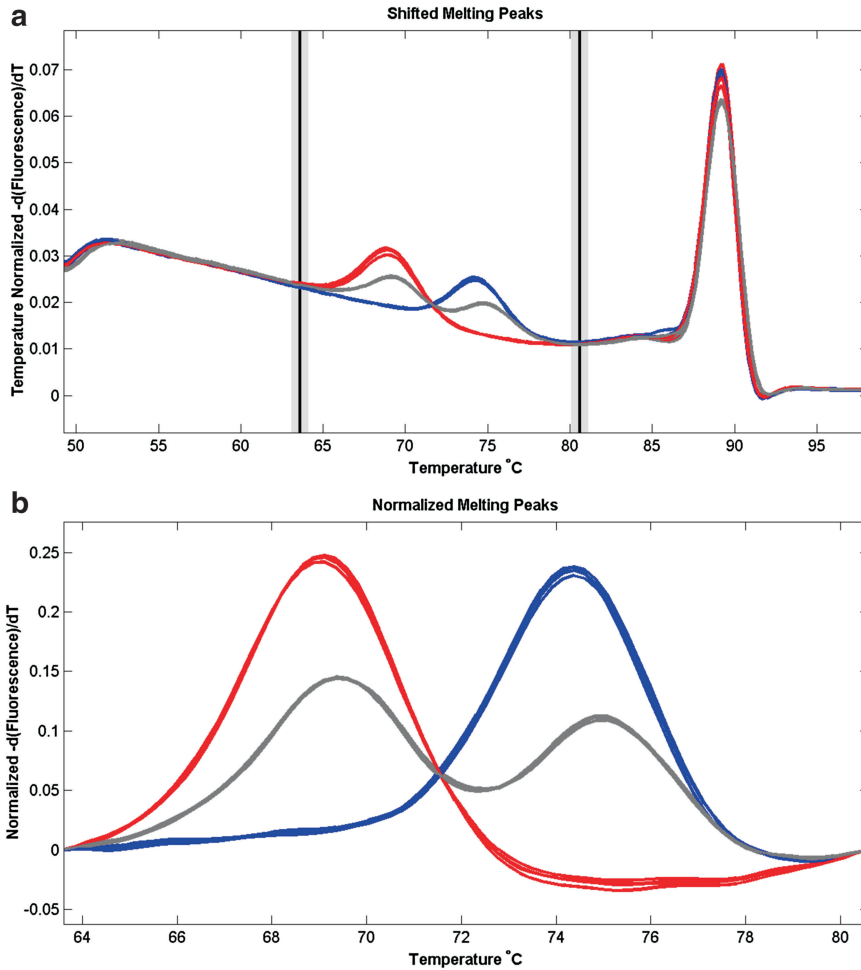 a
Shifted Melting Peaks
Temperature Normalized -d(Fluorescence)/dT
0.07
0.06
0.05
0.04
0.03
0.02
0.01
0
50 55 60 65 70 75 80 85 90 95
Temperature °C
b
Normalized Melting Peaks
Normalized -d(Fluorescence)/dT
0.25
0.2
0.15
0.1
0.05
0
-0.05
64 66 68 70 72 74 76 78 80
Temperature °C